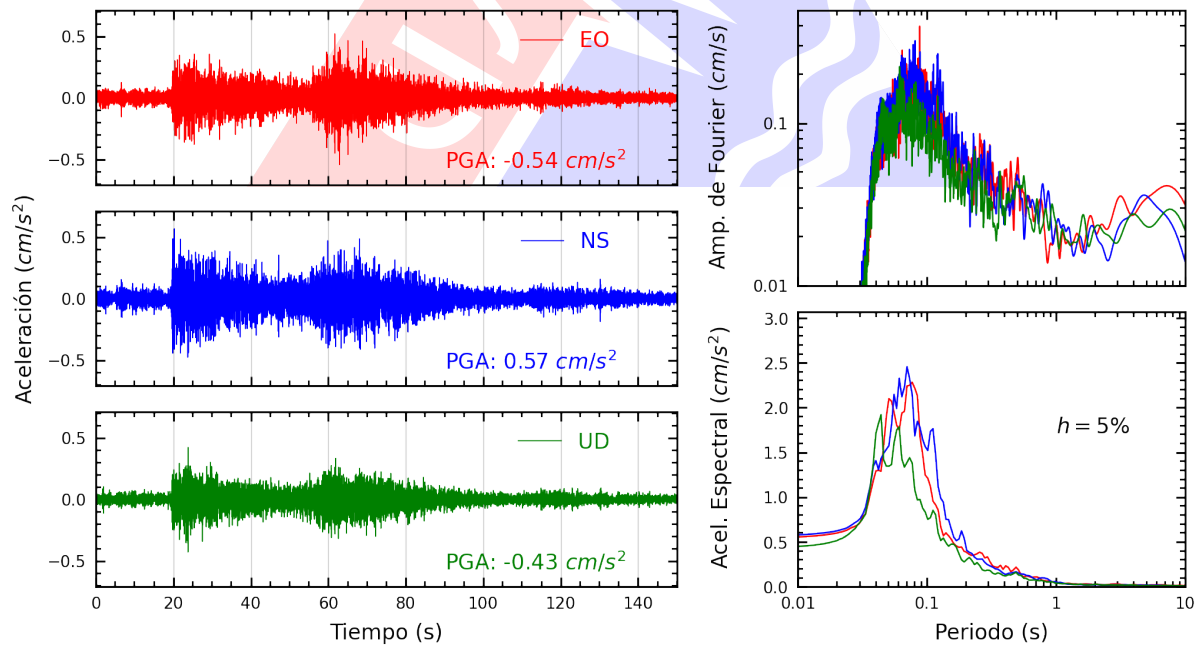 Aceleración (cm/s²)
0.5
0.0
−0.5
EO
PGA: -0.54 cm/s²
0.5
0.0
−0.5
NS
PGA: 0.57 cm/s²
0.5
0.0
−0.5
UD
PGA: -0.43 cm/s²
0 20 40 60 80 100 120 140
Tiempo (s)
Amp. de Fourier (cm/s)
0.1
0.01
Acel. Espectral (cm/s²)
3.0
2.5
2.0
1.5
1.0
0.5
0.0
h = 5%
0.01 0.1 1 10
Periodo (s)